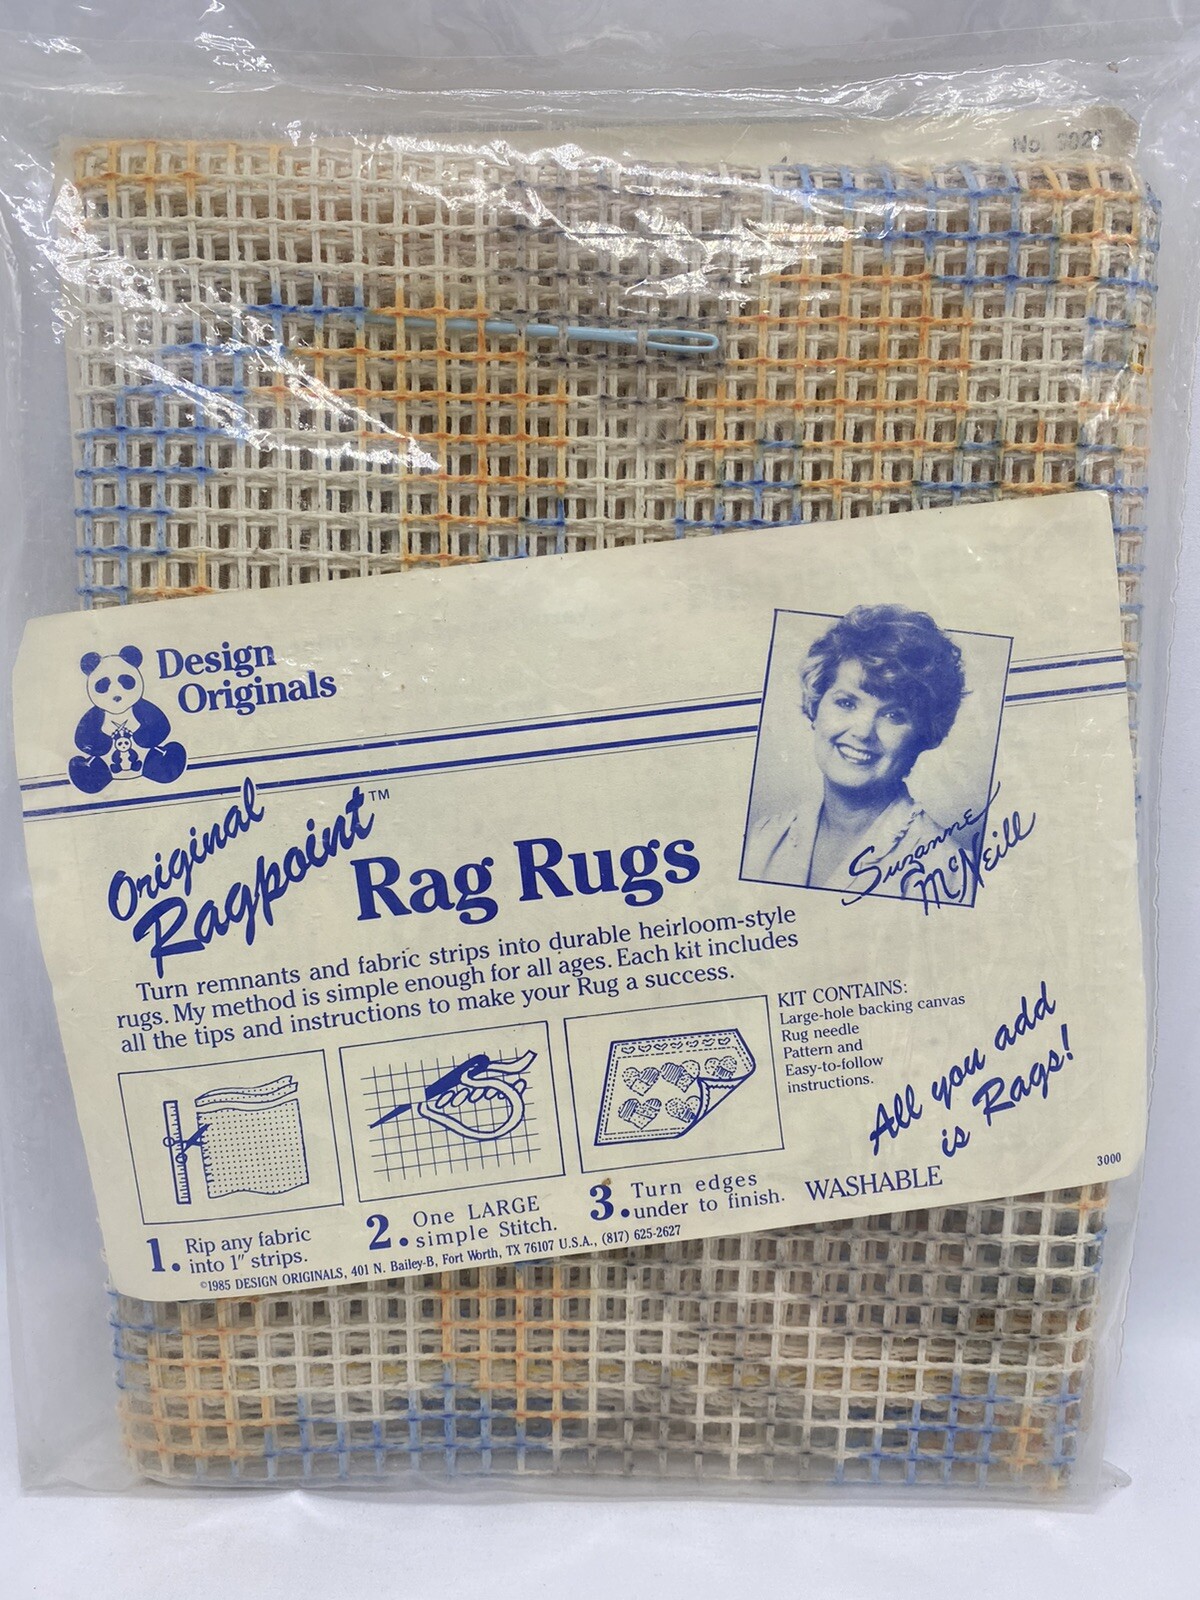 No.
Design
Originals
Original
Ragpoint™
Rag Rugs
Suzanne
McNeill
Turn remnants and fabric strips into durable heirloom-style
rugs. My method is simple enough for all ages. Each kit includes
all the tips and instructions to make your Rug a success.
KIT CONTAINS:
Large-hole backing canvas
Rug needle
Pattern and
Easy-to-follow
instructions.
All you add
is Rags!
1. Rip any fabric
into 1" strips.
2. One LARGE
simple Stitch.
3. Turn edges
under to finish.
WASHABLE
3000
©1985 DESIGN ORIGINALS, 401 N. Bailey-B, Fort Worth, TX 76107 U.S.A., (817) 625-2627